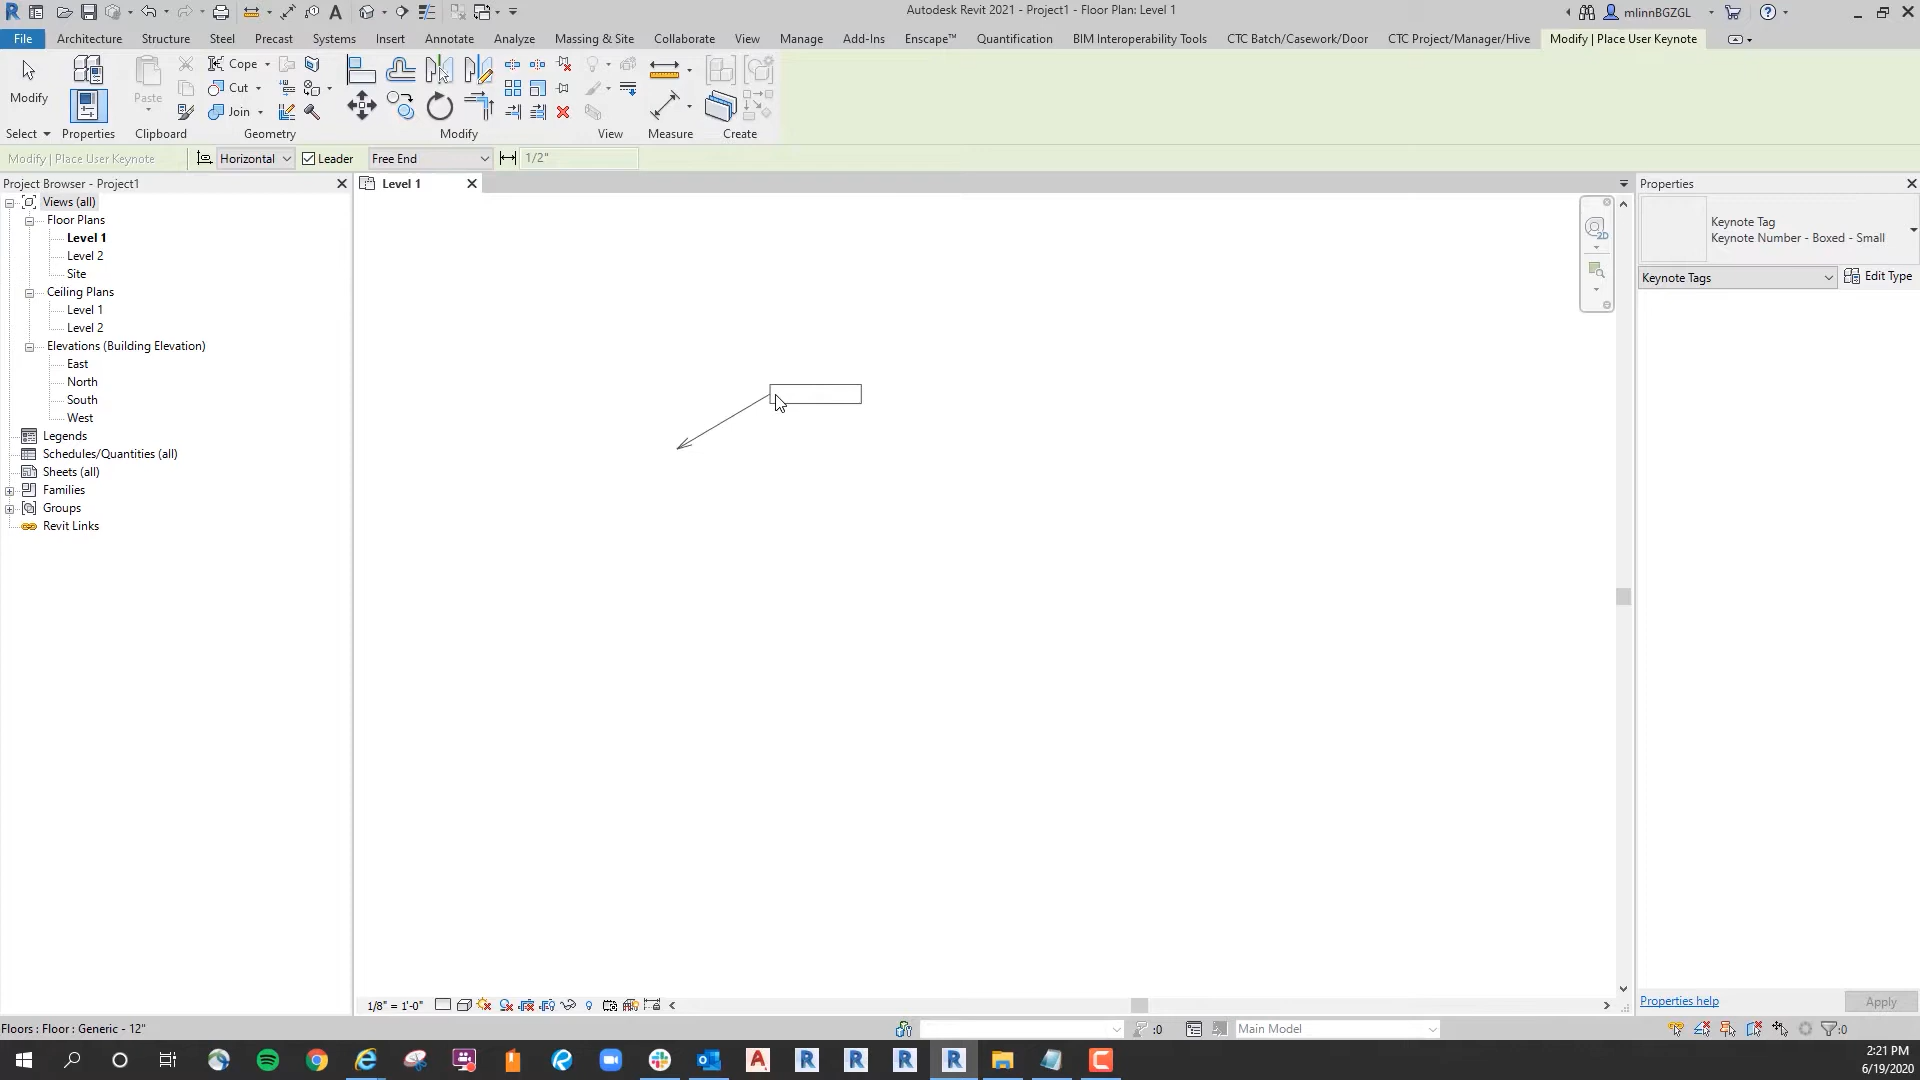 Autodesk Revit 2021 - Project1 - Floor Plan: Level 1
mlinnBGZGL
File Architecture Structure Steel Precast Systems Insert Annotate Analyze Massing & Site Collaborate View Manage Add-Ins Enscape™ Quantification BIM Interoperability Tools CTC Batch/Casework/Door CTC Project/Manager/Hive Modify | Place User Keynote
Cope
Modify
Paste
Cut
Join
Select Properties Clipboard Geometry Modify View Measure Create
Modify | Place User Keynote Horizontal Leader Free End 1/2"
Project Browser - Project1
Level 1
Properties
Views (all)
Floor Plans
Level 1
Level 2
Site
Ceiling Plans
Level 1
Level 2
Elevations (Building Elevation)
East
North
South
West
Legends
Schedules/Quantities (all)
Sheets (all)
Families
Groups
Revit Links
2D
Keynote Tag
Keynote Number - Boxed - Small
Keynote Tags
Edit Type
1/8" = 1'-0"
Properties help
Apply
Floors : Floor : Generic - 12"
:0
Main Model
:0
2:21 PM
6/19/2020